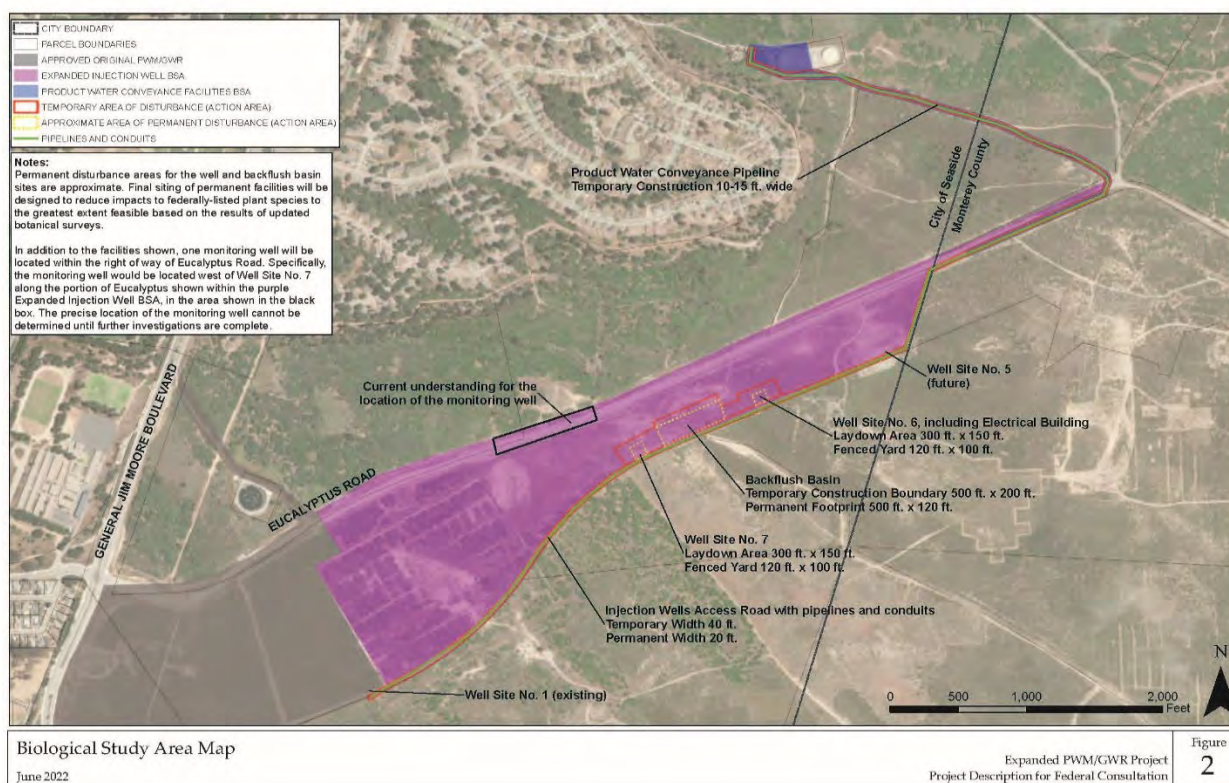 CITY BOUNDARY
PARCEL BOUNDARIES
APPROVED ORIGINAL PWM/GWR
EXPANDED INJECTION WELL BSA
PRODUCT WATER CONVEYANCE FACILITIES BSA
TEMPORARY AREA OF DISTURBANCE (ACTION AREA)
APPROXIMATE AREA OF PERMANENT DISTURBANCE (ACTION AREA)
PIPELINES AND CONDUITS
Notes:
Permanent disturbance areas for the well and backflush basin
sites are approximate. Final siting of permanent facilities will be
designed to reduce impacts to federally-listed plant species to
the greatest extent feasible based on the results of updated
botanical surveys.
In addition to the facilities shown, one monitoring well will be
located within the right of way of Eucalyptus Road. Specifically,
the monitoring well would be located west of Well Site No. 7
along the portion of Eucalyptus shown within the purple
Expanded Injection Well BSA, in the area shown in the black
box. The precise location of the monitoring well cannot be
determined until further investigations are complete.
Product Water Conveyance Pipeline
Temporary Construction 10-15 ft. wide
City of Seaside
Monterey County
GENERAL JIM MOORE BOULEVARD
EUCALYPTUS ROAD
Current understanding for the
location of the monitoring well
Well Site No. 5
(future)
Well Site No. 6, including Electrical Building
Laydown Area 300 ft. x 150 ft.
Fenced Yard 120 ft. x 100 ft.
Backflush Basin
Temporary Construction Boundary 500 ft. x 200 ft.
Permanent Footprint 500 ft. x 120 ft.
Well Site No. 7
Laydown Area 300 ft. x 150 ft.
Fenced Yard 120 ft. x 100 ft.
Injection Wells Access Road with pipelines and conduits
Temporary Width 40 ft.
Permanent Width 20 ft.
Well Site No. 1 (existing)
N
0 500 1,000 2,000
Feet
Biological Study Area Map
June 2022
Expanded PWM/GWR Project
Project Description for Federal Consultation
Figure
2